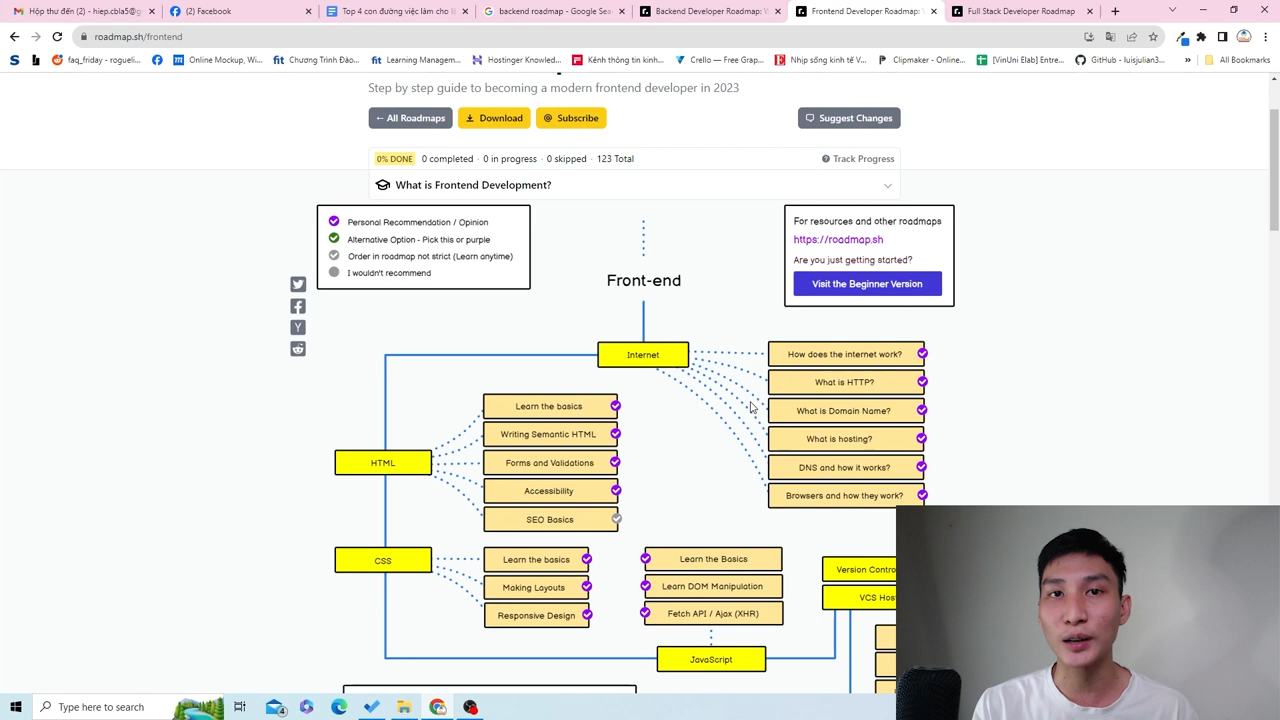 Hộp thư đến (2) - hiep.cbla5@g
(2) Facebook
Top 4 con đường việc làm cho l
backend roadmap - Google Sea
Backend Developer Roadmap: W
Frontend Developer Roadmap: W
Full Stack Developer Roadmap
roadmap.sh/frontend
faq_friday - rogueli...
Online Mockup, Wi...
Chương Trình Đào...
Learning Managem...
Hostinger Knowled...
Kênh thông tin kinh...
Crello — Free Grap...
Nhịp sống kinh tế V...
Clipmaker - Online...
[VinUni Elab] Entre...
GitHub - luisjulian3...
All Bookmarks
Step by step guide to becoming a modern frontend developer in 2023
← All Roadmaps
Download
Subscribe
Suggest Changes
0% DONE 0 completed · 0 in progress · 0 skipped · 123 Total
Track Progress
What is Frontend Development?
Personal Recommendation / Opinion
Alternative Option - Pick this or purple
Order in roadmap not strict (Learn anytime)
I wouldn't recommend
For resources and other roadmaps
https://roadmap.sh
Are you just getting started?
Visit the Beginner Version
Front-end
Internet
How does the internet work?
What is HTTP?
What is Domain Name?
What is hosting?
DNS and how it works?
Browsers and how they work?
HTML
Learn the basics
Writing Semantic HTML
Forms and Validations
Accessibility
SEO Basics
CSS
Learn the basics
Making Layouts
Responsive Design
Learn the Basics
Learn DOM Manipulation
Fetch API / Ajax (XHR)
JavaScript
Version Contro
VCS Hos
Type here to search